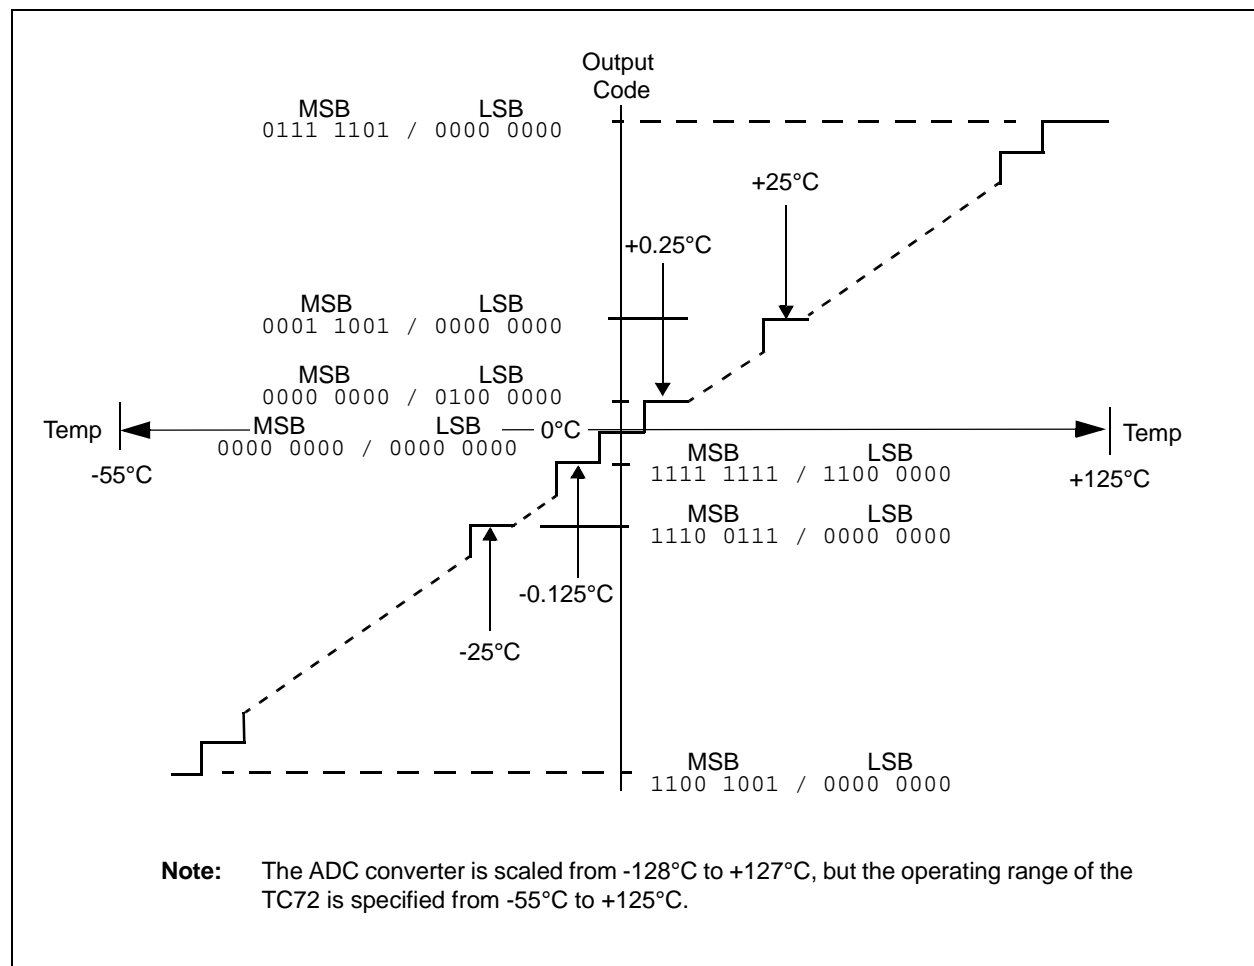 Output
Code
MSB LSB
0111 1101 / 0000 0000
+25°C
+0.25°C
MSB LSB
0001 1001 / 0000 0000
MSB LSB
0000 0000 / 0100 0000
Temp MSB LSB 0°C Temp
0000 0000 / 0000 0000
-55°C
MSB LSB
1111 1111 / 1100 0000
+125°C
MSB LSB
1110 0111 / 0000 0000
-0.125°C
-25°C
MSB LSB
1100 1001 / 0000 0000
Note: The ADC converter is scaled from -128°C to +127°C, but the operating range of the
TC72 is specified from -55°C to +125°C.